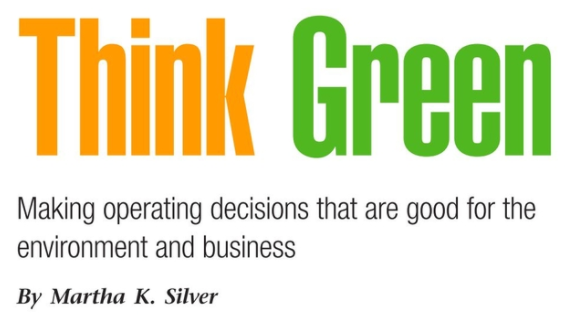 Think Green
Making operating decisions that are good for the
environment and business
By Martha K. Silver